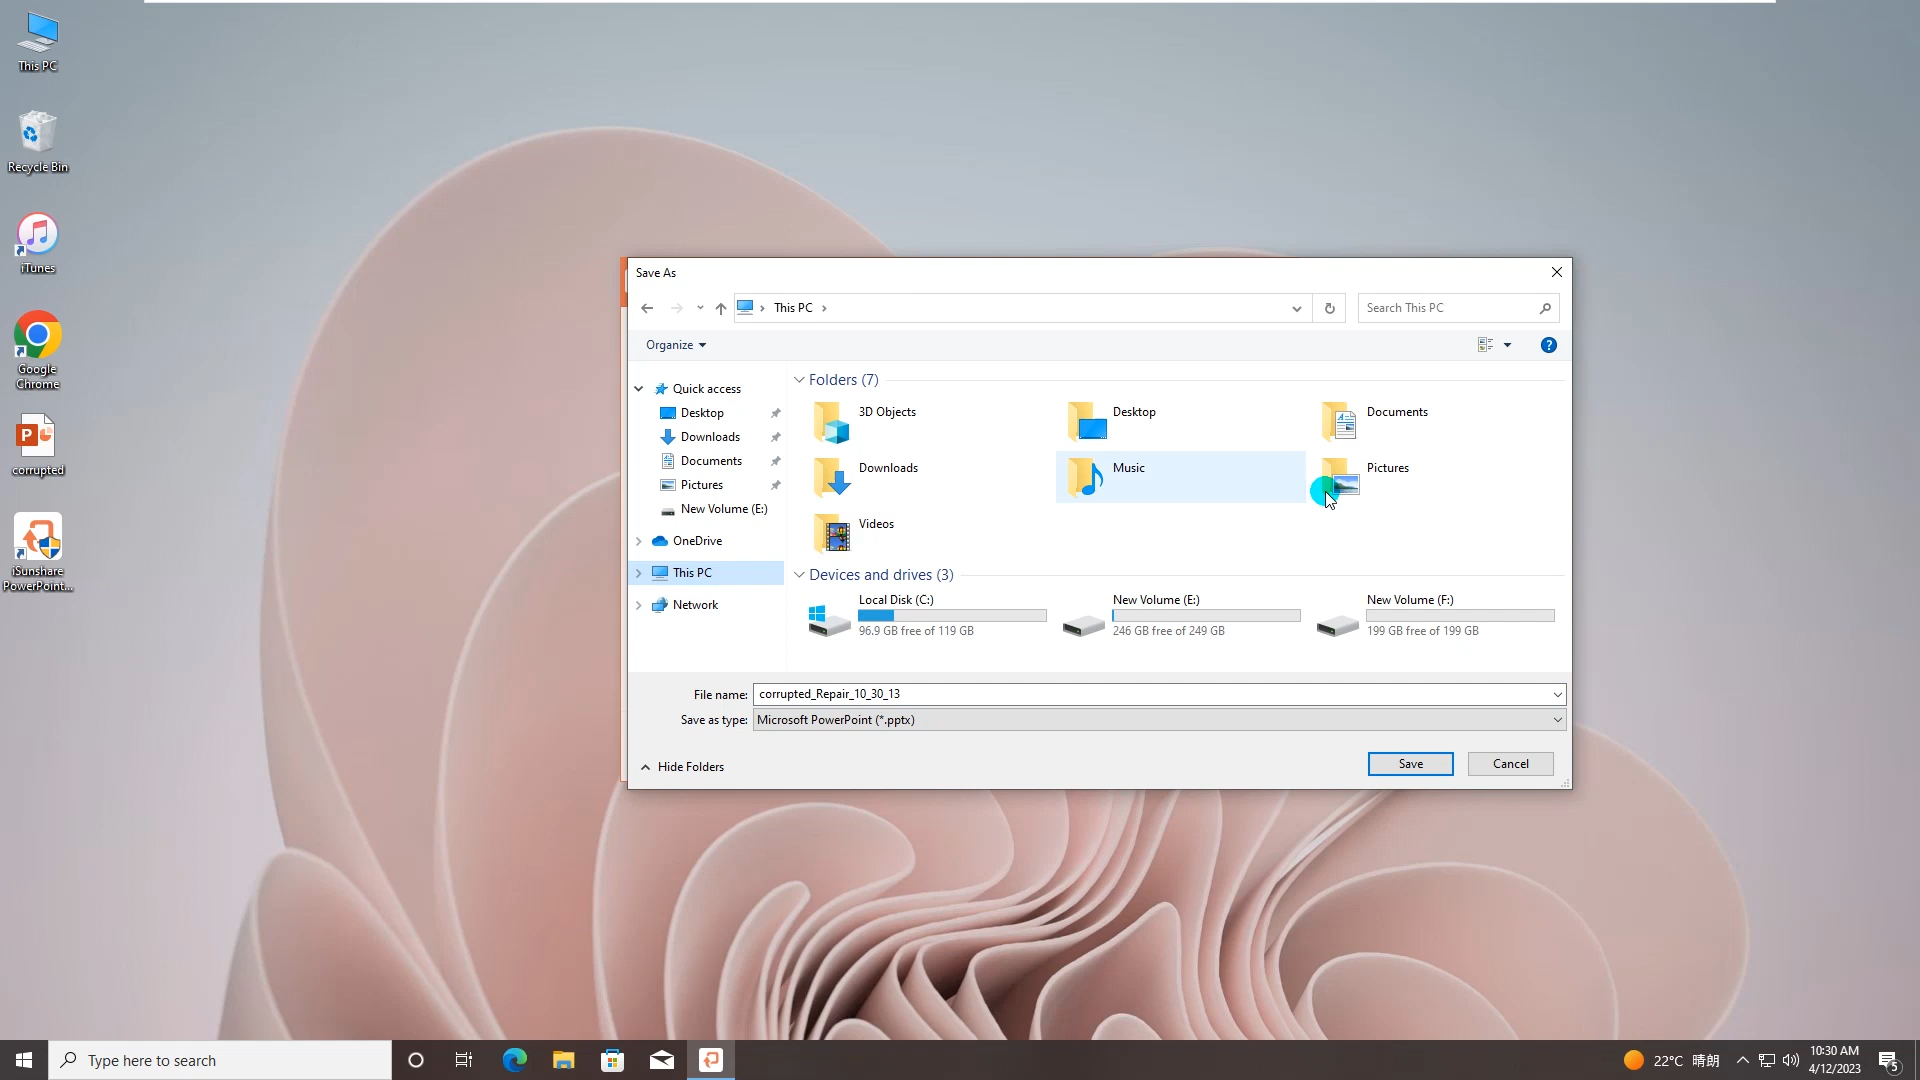 This PC
Recycle Bin
iTunes
Google
Chrome
corrupted
iSunshare
PowerPoint...
Save As
This PC
Search This PC
Organize
Quick access
Desktop
Downloads
Documents
Pictures
New Volume (E:)
OneDrive
This PC
Network
Folders (7)
3D Objects
Desktop
Documents
Downloads
Music
Pictures
Videos
Devices and drives (3)
Local Disk (C:)
96.9 GB free of 119 GB
New Volume (E:)
246 GB free of 249 GB
New Volume (F:)
199 GB free of 199 GB
File name: corrupted_Repair_10_30_13
Save as type: Microsoft PowerPoint (*.pptx)
Hide Folders
Save
Cancel
Type here to search
22°C 晴朗
10:30 AM
4/12/2023
5